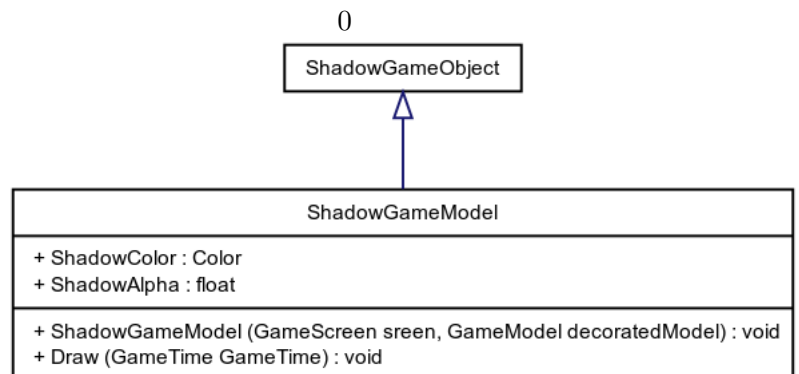 0
ShadowGameObject
ShadowGameModel
+ ShadowColor : Color
+ ShadowAlpha : float
+ ShadowGameModel (GameScreen sreen, GameModel decoratedModel) : void
+ Draw (GameTime GameTime) : void